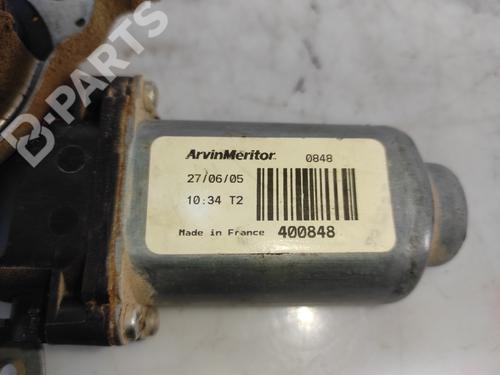 B-PARTS
ArvinMeritor 0848
27/06/05
10:34 T2
Made in France 400848